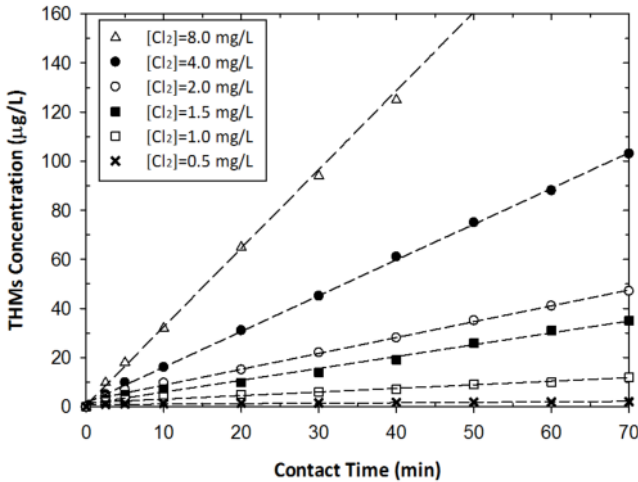 160
140
120
100
80
60
40
20
0
THMs Concentration (µg/L)
[Cl₂]=8.0 mg/L
[Cl₂]=4.0 mg/L
[Cl₂]=2.0 mg/L
[Cl₂]=1.5 mg/L
[Cl₂]=1.0 mg/L
[Cl₂]=0.5 mg/L
0 10 20 30 40 50 60 70
Contact Time (min)